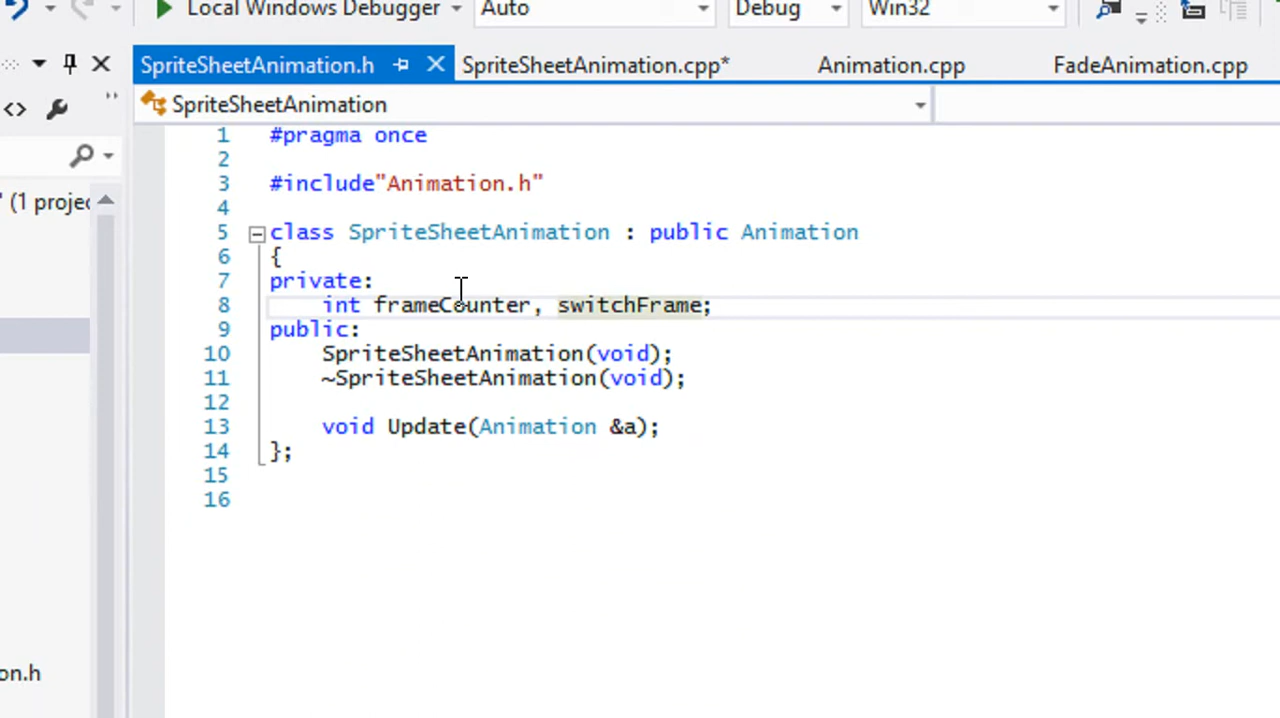 Local Windows Debugger Auto Debug Win32
SpriteSheetAnimation.h SpriteSheetAnimation.cpp* Animation.cpp FadeAnimation.cpp
SpriteSheetAnimation
1 #pragma once
2
3 #include"Animation.h"
4
5 class SpriteSheetAnimation : public Animation
6 {
7 private:
8 int frameCounter, switchFrame;
9 public:
10 SpriteSheetAnimation(void);
11 ~SpriteSheetAnimation(void);
12
13 void Update(Animation &a);
14 };
15
16
' (1 projec
on.h